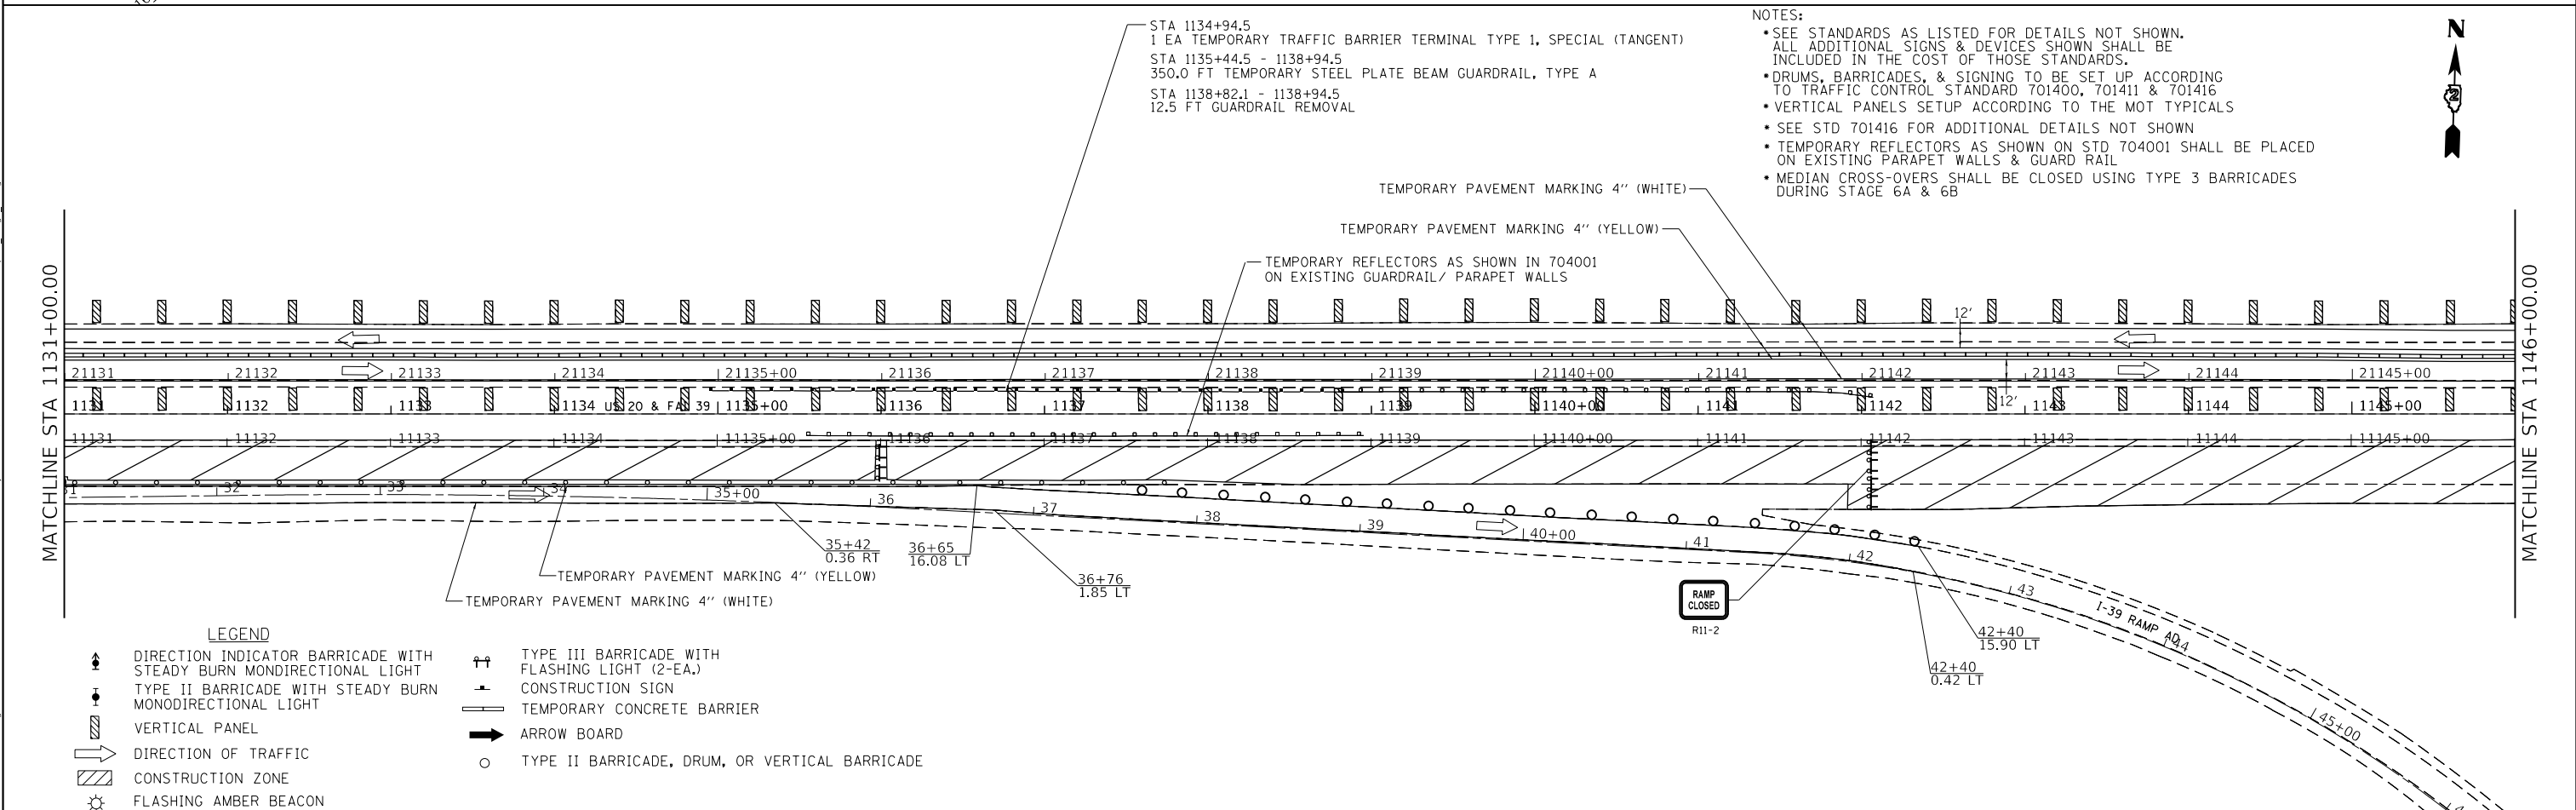 STA 1134+94.5
1 EA TEMPORARY TRAFFIC BARRIER TERMINAL TYPE 1, SPECIAL (TANGENT)
STA 1135+44.5 - 1138+94.5
350.0 FT TEMPORARY STEEL PLATE BEAM GUARDRAIL, TYPE A
STA 1138+82.1 - 1138+94.5
12.5 FT GUARDRAIL REMOVAL
NOTES:
* SEE STANDARDS AS LISTED FOR DETAILS NOT SHOWN.
ALL ADDITIONAL SIGNS & DEVICES SHOWN SHALL BE
INCLUDED IN THE COST OF THOSE STANDARDS.
* DRUMS, BARRICADES, & SIGNING TO BE SET UP ACCORDING
TO TRAFFIC CONTROL STANDARD 701400, 701411 & 701416
* VERTICAL PANELS SETUP ACCORDING TO THE MOT TYPICALS
* SEE STD 701416 FOR ADDITIONAL DETAILS NOT SHOWN
* TEMPORARY REFLECTORS AS SHOWN ON STD 704001 SHALL BE PLACED
ON EXISTING PARAPET WALLS & GUARD RAIL
* MEDIAN CROSS-OVERS SHALL BE CLOSED USING TYPE 3 BARRICADES
DURING STAGE 6A & 6B
N
2
TEMPORARY PAVEMENT MARKING 4'' (WHITE)
TEMPORARY PAVEMENT MARKING 4'' (YELLOW)
TEMPORARY REFLECTORS AS SHOWN IN 704001
ON EXISTING GUARDRAIL/ PARAPET WALLS
MATCHLINE STA 1131+00.00
MATCHLINE STA 1146+00.00
12'
21131 21132 21133 21134 21135+00 21136 21137 21138 21139 21140+00 21141 21142 21143 21144 21145+00
12'
1131 1132 1133 1134 US 20 & FAI 39 1135+00 1136 1137 1138 1139 1140+00 1141 1142 1143 1144 1145+00
11131 11132 11133 11134 11135+00 11136 11137 11138 11139 11140+00 11141 11142 11143 11144 11145+00
32 33 34 35+00 36 37 38 39 40+00 41 42 43 44 45+00
I-39 RAMP AD
35+42
0.36 RT
36+65
16.08 LT
36+76
1.85 LT
TEMPORARY PAVEMENT MARKING 4'' (YELLOW)
TEMPORARY PAVEMENT MARKING 4'' (WHITE)
RAMP
CLOSED
R11-2
42+40
15.90 LT
42+40
0.42 LT
LEGEND
DIRECTION INDICATOR BARRICADE WITH
STEADY BURN MONDIRECTIONAL LIGHT
TYPE II BARRICADE WITH STEADY BURN
MONODIRECTIONAL LIGHT
VERTICAL PANEL
DIRECTION OF TRAFFIC
CONSTRUCTION ZONE
FLASHING AMBER BEACON
TYPE III BARRICADE WITH
FLASHING LIGHT (2-EA.)
CONSTRUCTION SIGN
TEMPORARY CONCRETE BARRIER
ARROW BOARD
TYPE II BARRICADE, DRUM, OR VERTICAL BARRICADE